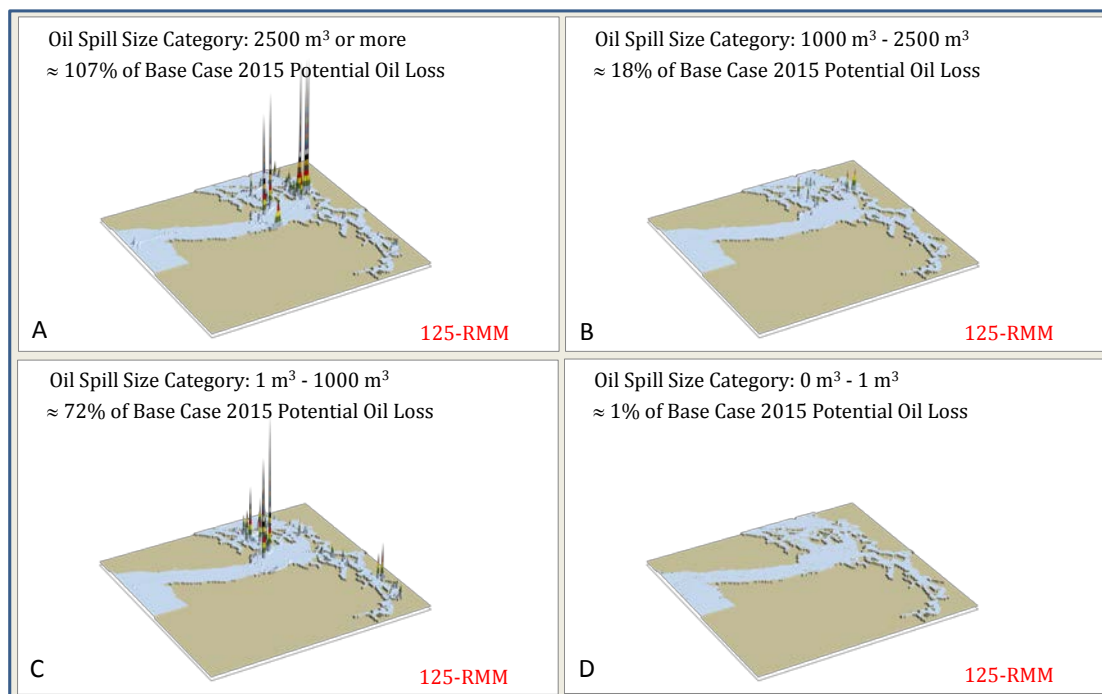 Oil Spill Size Category: 2500 m³ or more
≈ 107% of Base Case 2015 Potential Oil Loss
A
125-RMM
Oil Spill Size Category: 1000 m³ - 2500 m³
≈ 18% of Base Case 2015 Potential Oil Loss
B
125-RMM
Oil Spill Size Category: 1 m³ - 1000 m³
≈ 72% of Base Case 2015 Potential Oil Loss
C
125-RMM
Oil Spill Size Category: 0 m³ - 1 m³
≈ 1% of Base Case 2015 Potential Oil Loss
D
125-RMM